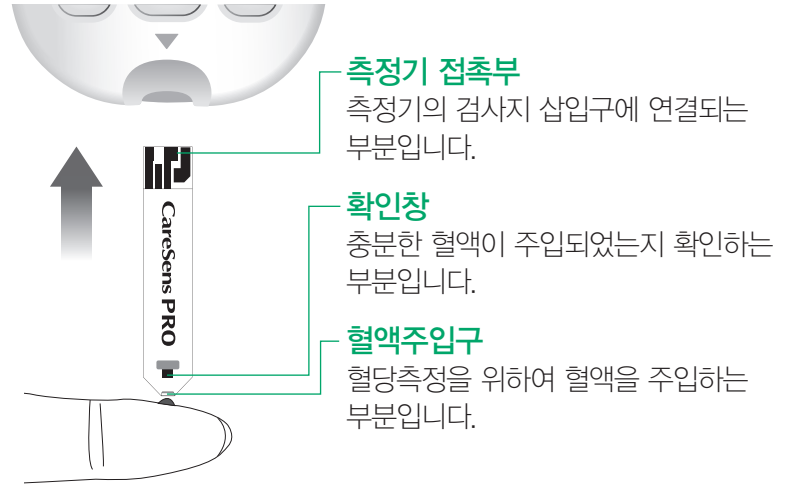 측정기 접촉부
측정기의 검사지 삽입구에 연결되는
부분입니다.
CareSens PRO
확인창
충분한 혈액이 주입되었는지 확인하는
부분입니다.
혈액주입구
혈당측정을 위하여 혈액을 주입하는
부분입니다.